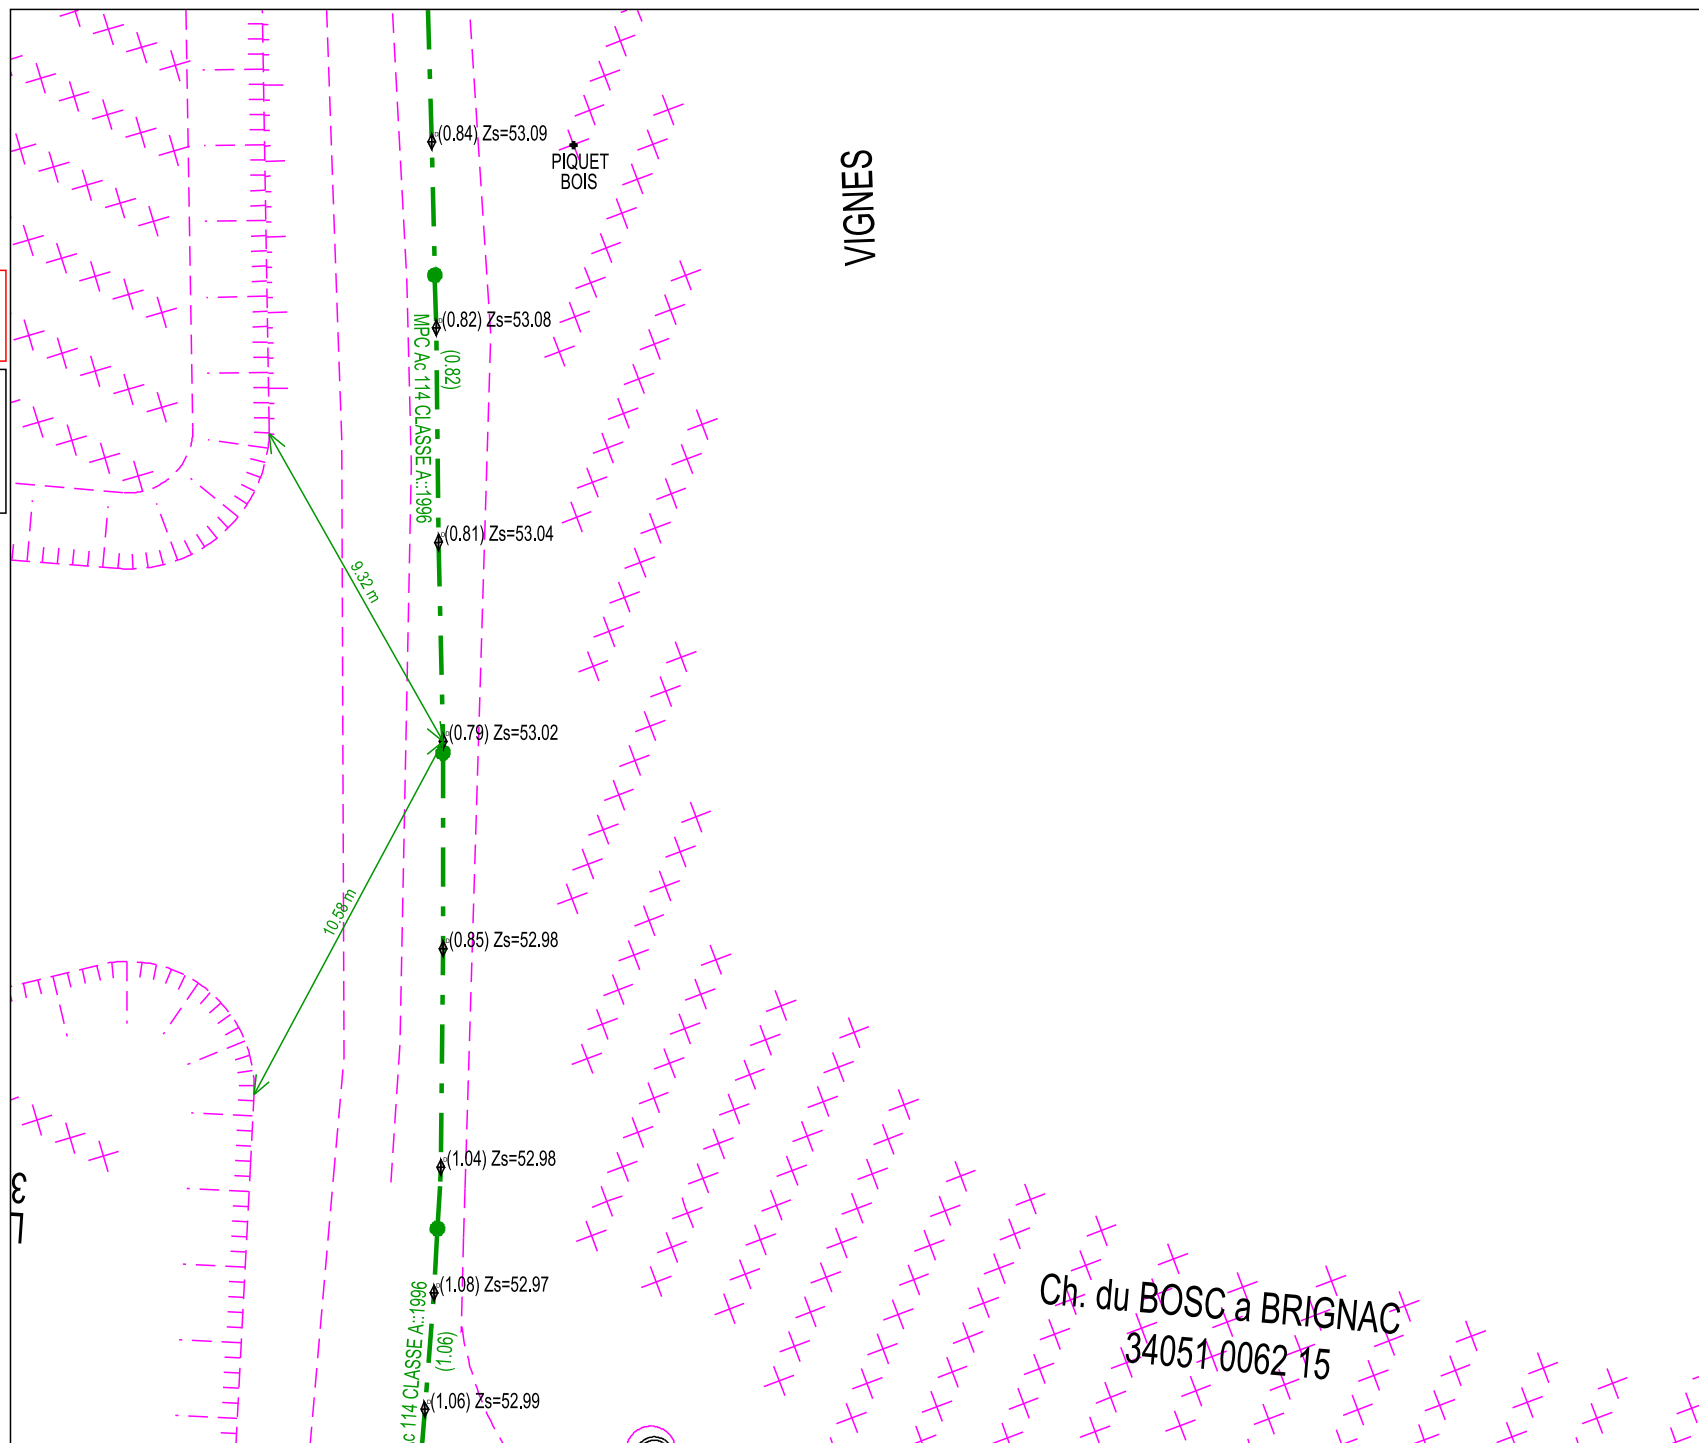 (0.84) Zs=53.09
PIQUET
BOIS
VIGNES
(0.82) Zs=53.08
(0.82)
MPC Ac 114 CLASSE A::1996
(0.81) Zs=53.04
9.32 m
(0.79) Zs=53.02
10.58 m
(0.85) Zs=52.98
(1.04) Zs=52.98
(1.08) Zs=52.97
c 114 CLASSE A::1996
(1.06)
(1.06) Zs=52.99
Ch. du BOSC a BRIGNAC
34051 0062 15